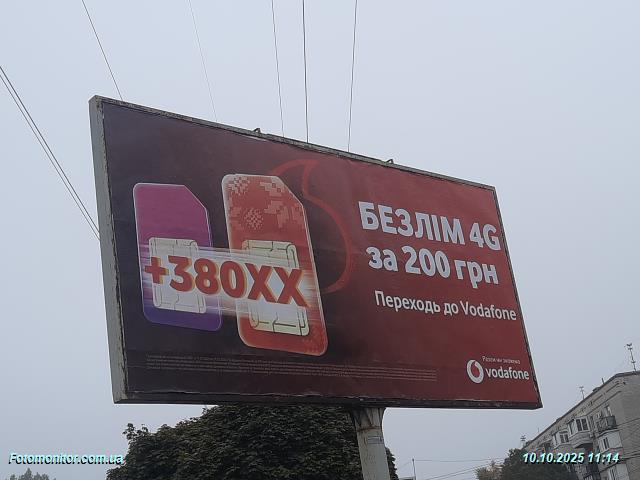 БЕЗЛІМ 4G
за 200 грн
+380XX
Переходь до Vodafone
Разом ми зможемо
vodafone
Fotomonitor.com.ua
10.10.2025 11:14